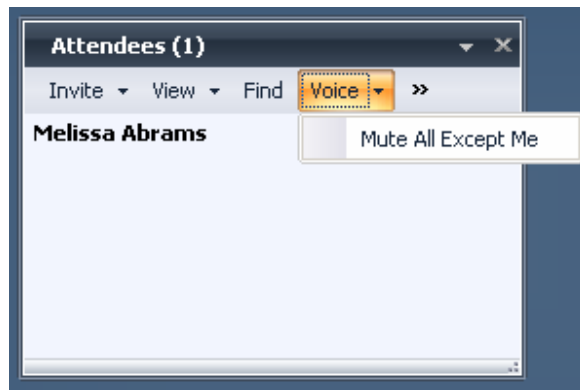 Attendees (1)
Invite View Find Voice »
Melissa Abrams
Mute All Except Me